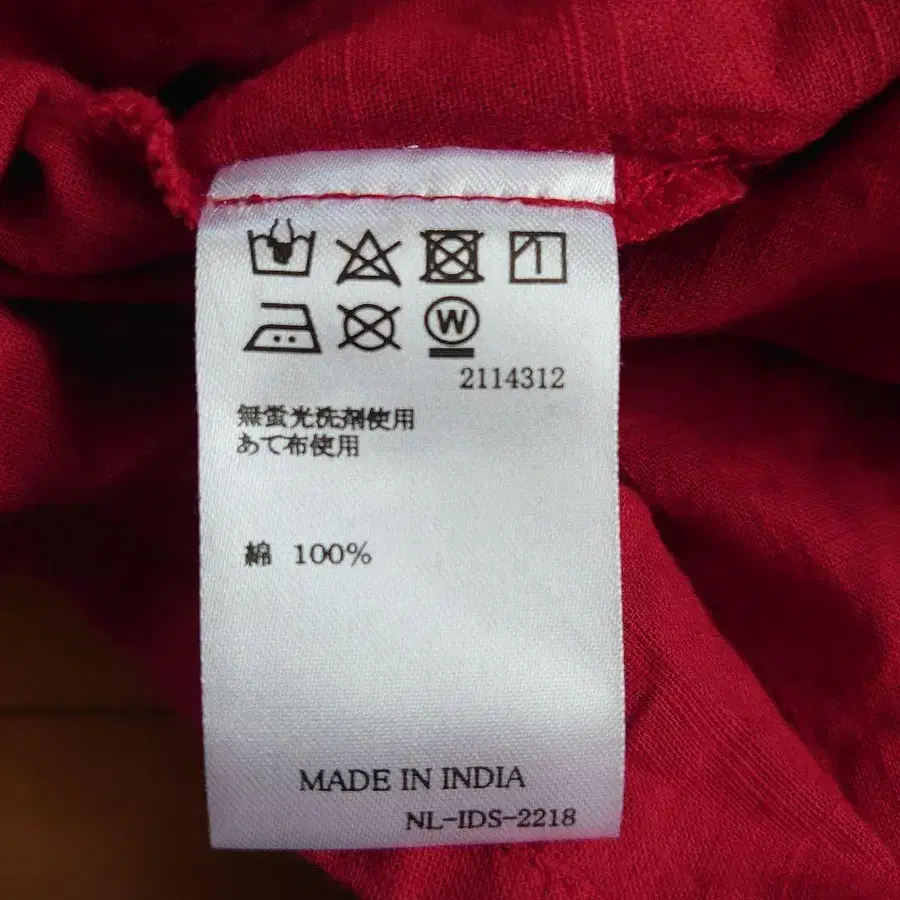 W
2114312
無蛍光洗剤使用
あて布使用
綿 100%
MADE IN INDIA
NL-IDS-2218